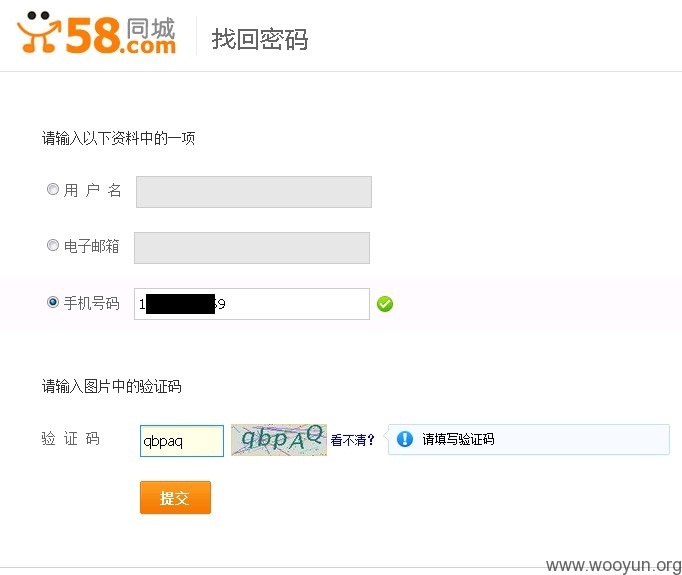 58同城.com
找回密码
请输入以下资料中的一项
用 户 名
电子邮箱
手机号码 1 69
请输入图片中的验证码
验 证 码 qbpaq qbpAQ 看不清? 请填写验证码
提交
www.wooyun.org